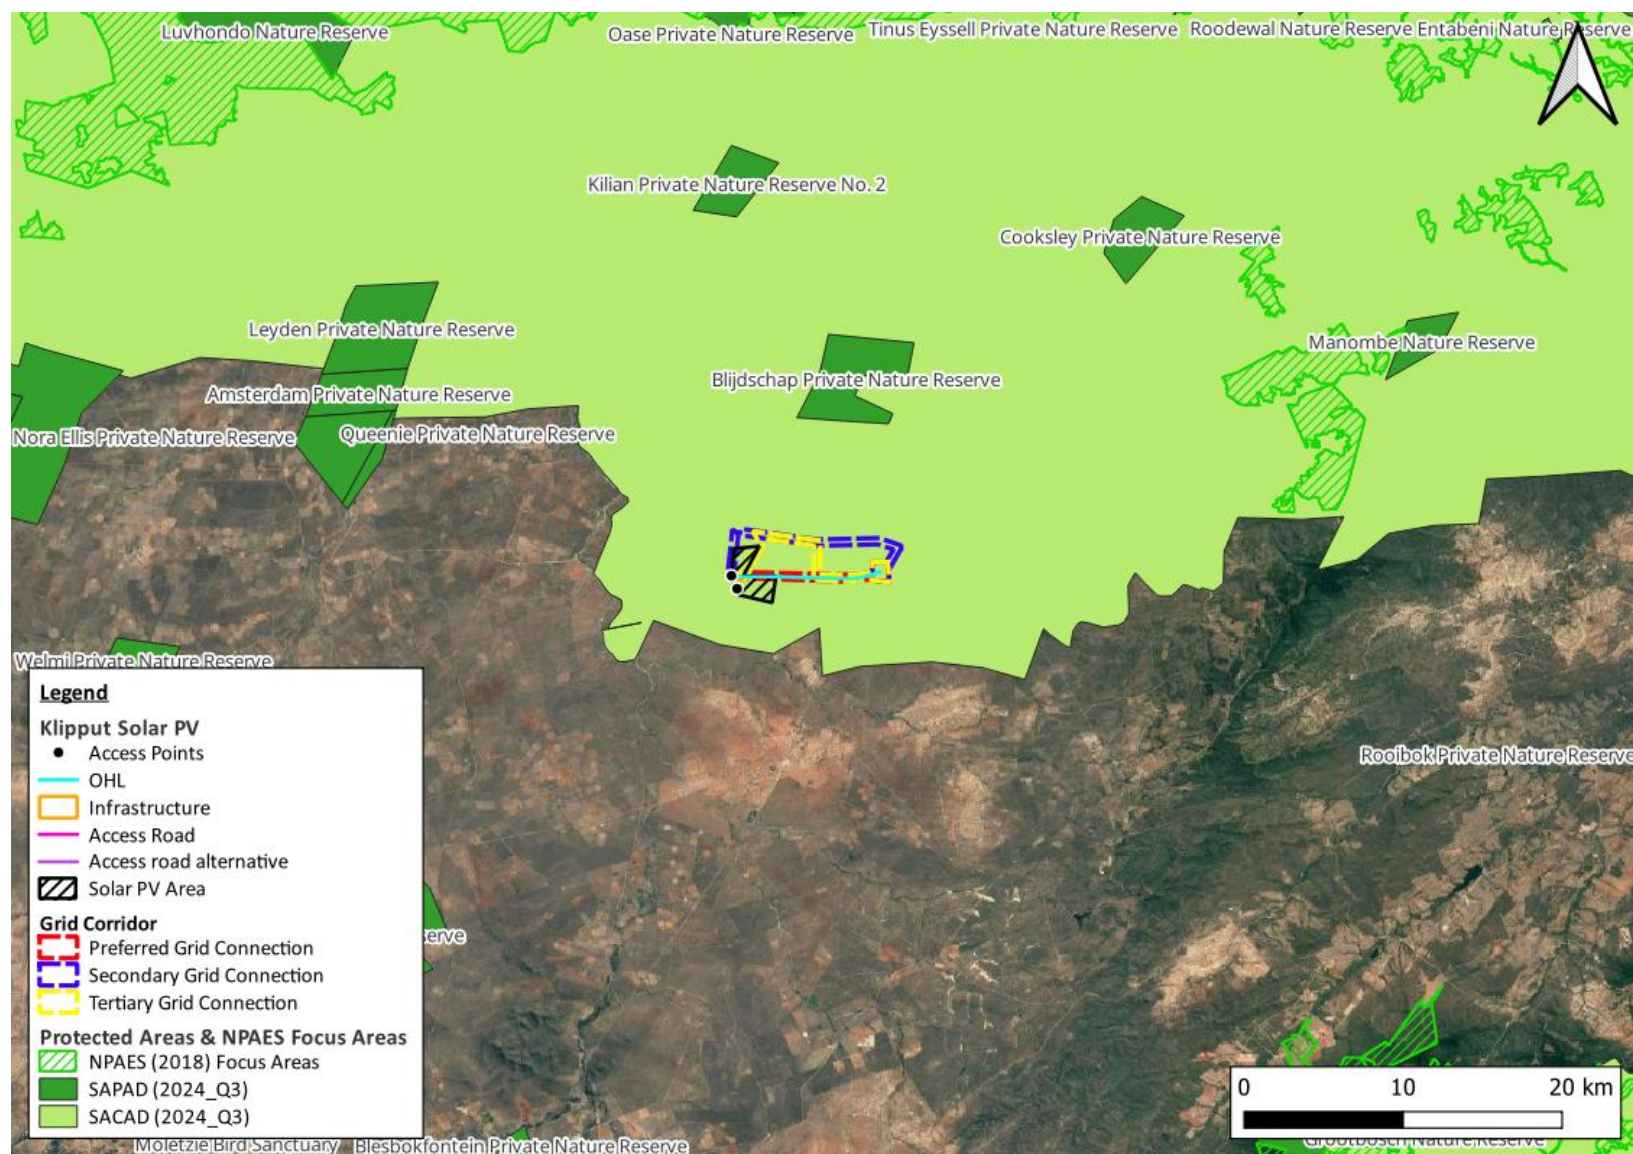 Luvhondo Nature Reserve
Oase Private Nature Reserve
Tinus Eyssell Private Nature Reserve
Roodewal Nature Reserve
Entabeni Nature Reserve
Kilian Private Nature Reserve No. 2
Cooksley Private Nature Reserve
Leyden Private Nature Reserve
Manombe Nature Reserve
Blijdschap Private Nature Reserve
Amsterdam Private Nature Reserve
Nora Ellis Private Nature Reserve
Queenie Private Nature Reserve
Welmi Private Nature Reserve
Rooibok Private Nature Reserve
Legend
Klipput Solar PV
Access Points
OHL
Infrastructure
Access Road
Access road alternative
Solar PV Area
Grid Corridor
Preferred Grid Connection
Secondary Grid Connection
Tertiary Grid Connection
Protected Areas & NPAES Focus Areas
NPAES (2018) Focus Areas
SAPAD (2024_Q3)
SACAD (2024_Q3)
0 10 20 km
Moletzie Bird Sanctuary
Blesbokfontein Private Nature Reserve
Grootbosch Nature Reserve